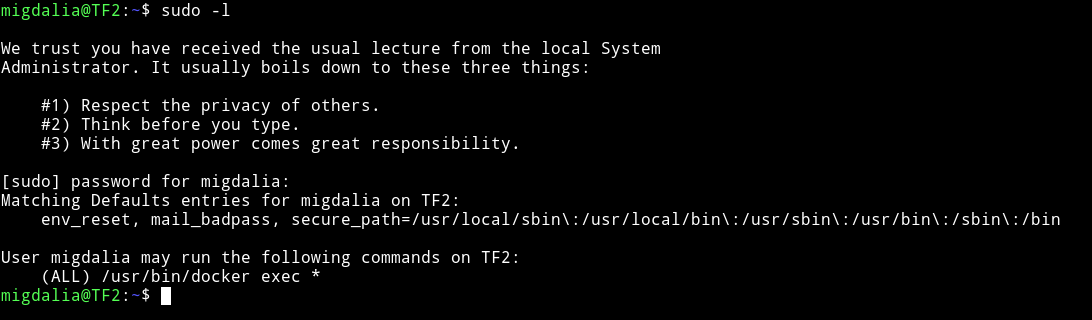 migdalia@TF2:~$ sudo -l
We trust you have received the usual lecture from the local System
Administrator. It usually boils down to these three things:
#1) Respect the privacy of others.
#2) Think before you type.
#3) With great power comes great responsibility.
[sudo] password for migdalia:
Matching Defaults entries for migdalia on TF2:
env_reset, mail_badpass, secure_path=/usr/local/sbin\:/usr/local/bin\:/usr/sbin\:/usr/bin\:/sbin\:/bin
User migdalia may run the following commands on TF2:
(ALL) /usr/bin/docker exec *
migdalia@TF2:~$